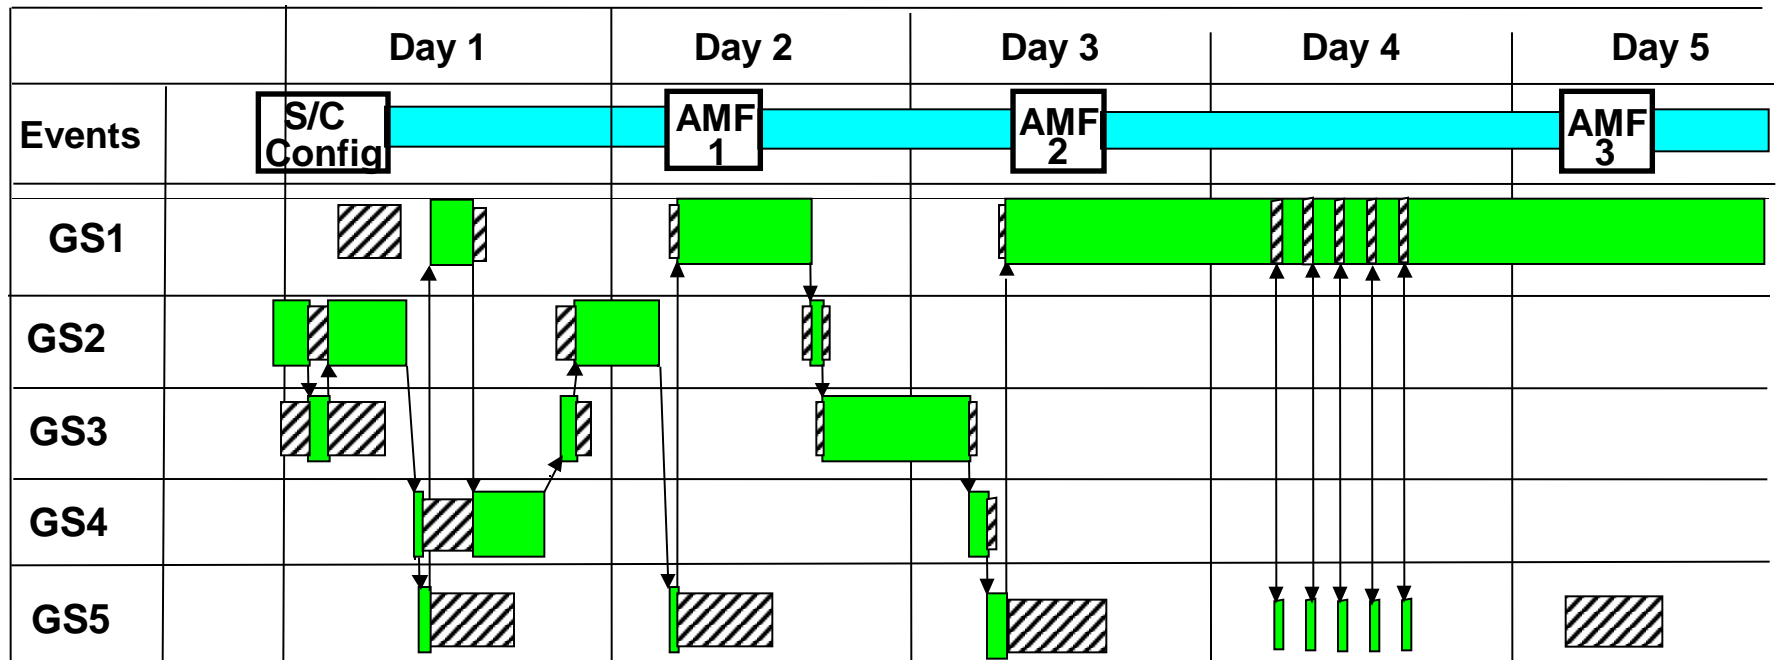 Day 1 Day 2 Day 3 Day 4 Day 5
Events
S/C
Config
AMF
1
AMF
2
AMF
3
GS1
GS2
GS3
GS4
GS5